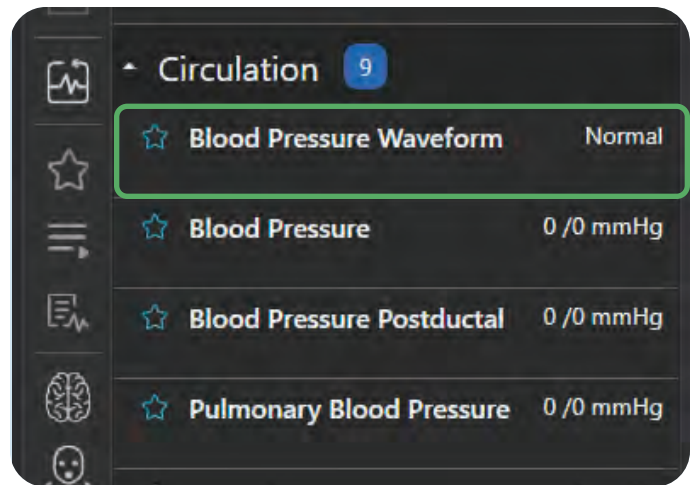 Circulation 9
Blood Pressure Waveform Normal
Blood Pressure 0 /0 mmHg
Blood Pressure Postductal 0 /0 mmHg
Pulmonary Blood Pressure 0 /0 mmHg